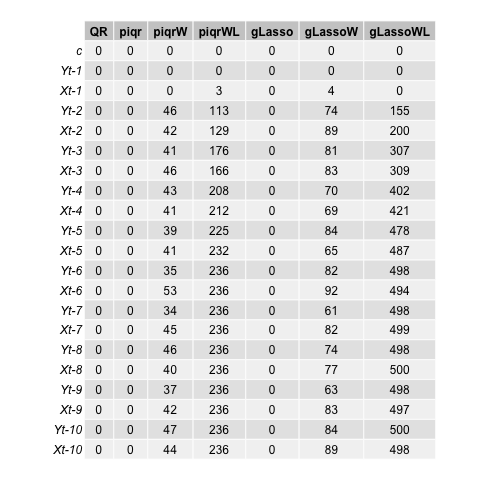 QR piqr piqrW piqrWL gLasso gLassoW gLassoWL
c 0 0 0 0 0 0 0
Yt-1 0 0 0 0 0 0 0
Xt-1 0 0 0 3 0 4 0
Yt-2 0 0 46 113 0 74 155
Xt-2 0 0 42 129 0 89 200
Yt-3 0 0 41 176 0 81 307
Xt-3 0 0 46 166 0 83 309
Yt-4 0 0 43 208 0 70 402
Xt-4 0 0 41 212 0 69 421
Yt-5 0 0 39 225 0 84 478
Xt-5 0 0 41 232 0 65 487
Yt-6 0 0 35 236 0 82 498
Xt-6 0 0 53 236 0 92 494
Yt-7 0 0 34 236 0 61 498
Xt-7 0 0 45 236 0 82 499
Yt-8 0 0 46 236 0 74 498
Xt-8 0 0 40 236 0 77 500
Yt-9 0 0 37 236 0 63 498
Xt-9 0 0 42 236 0 83 497
Yt-10 0 0 47 236 0 84 500
Xt-10 0 0 44 236 0 89 498